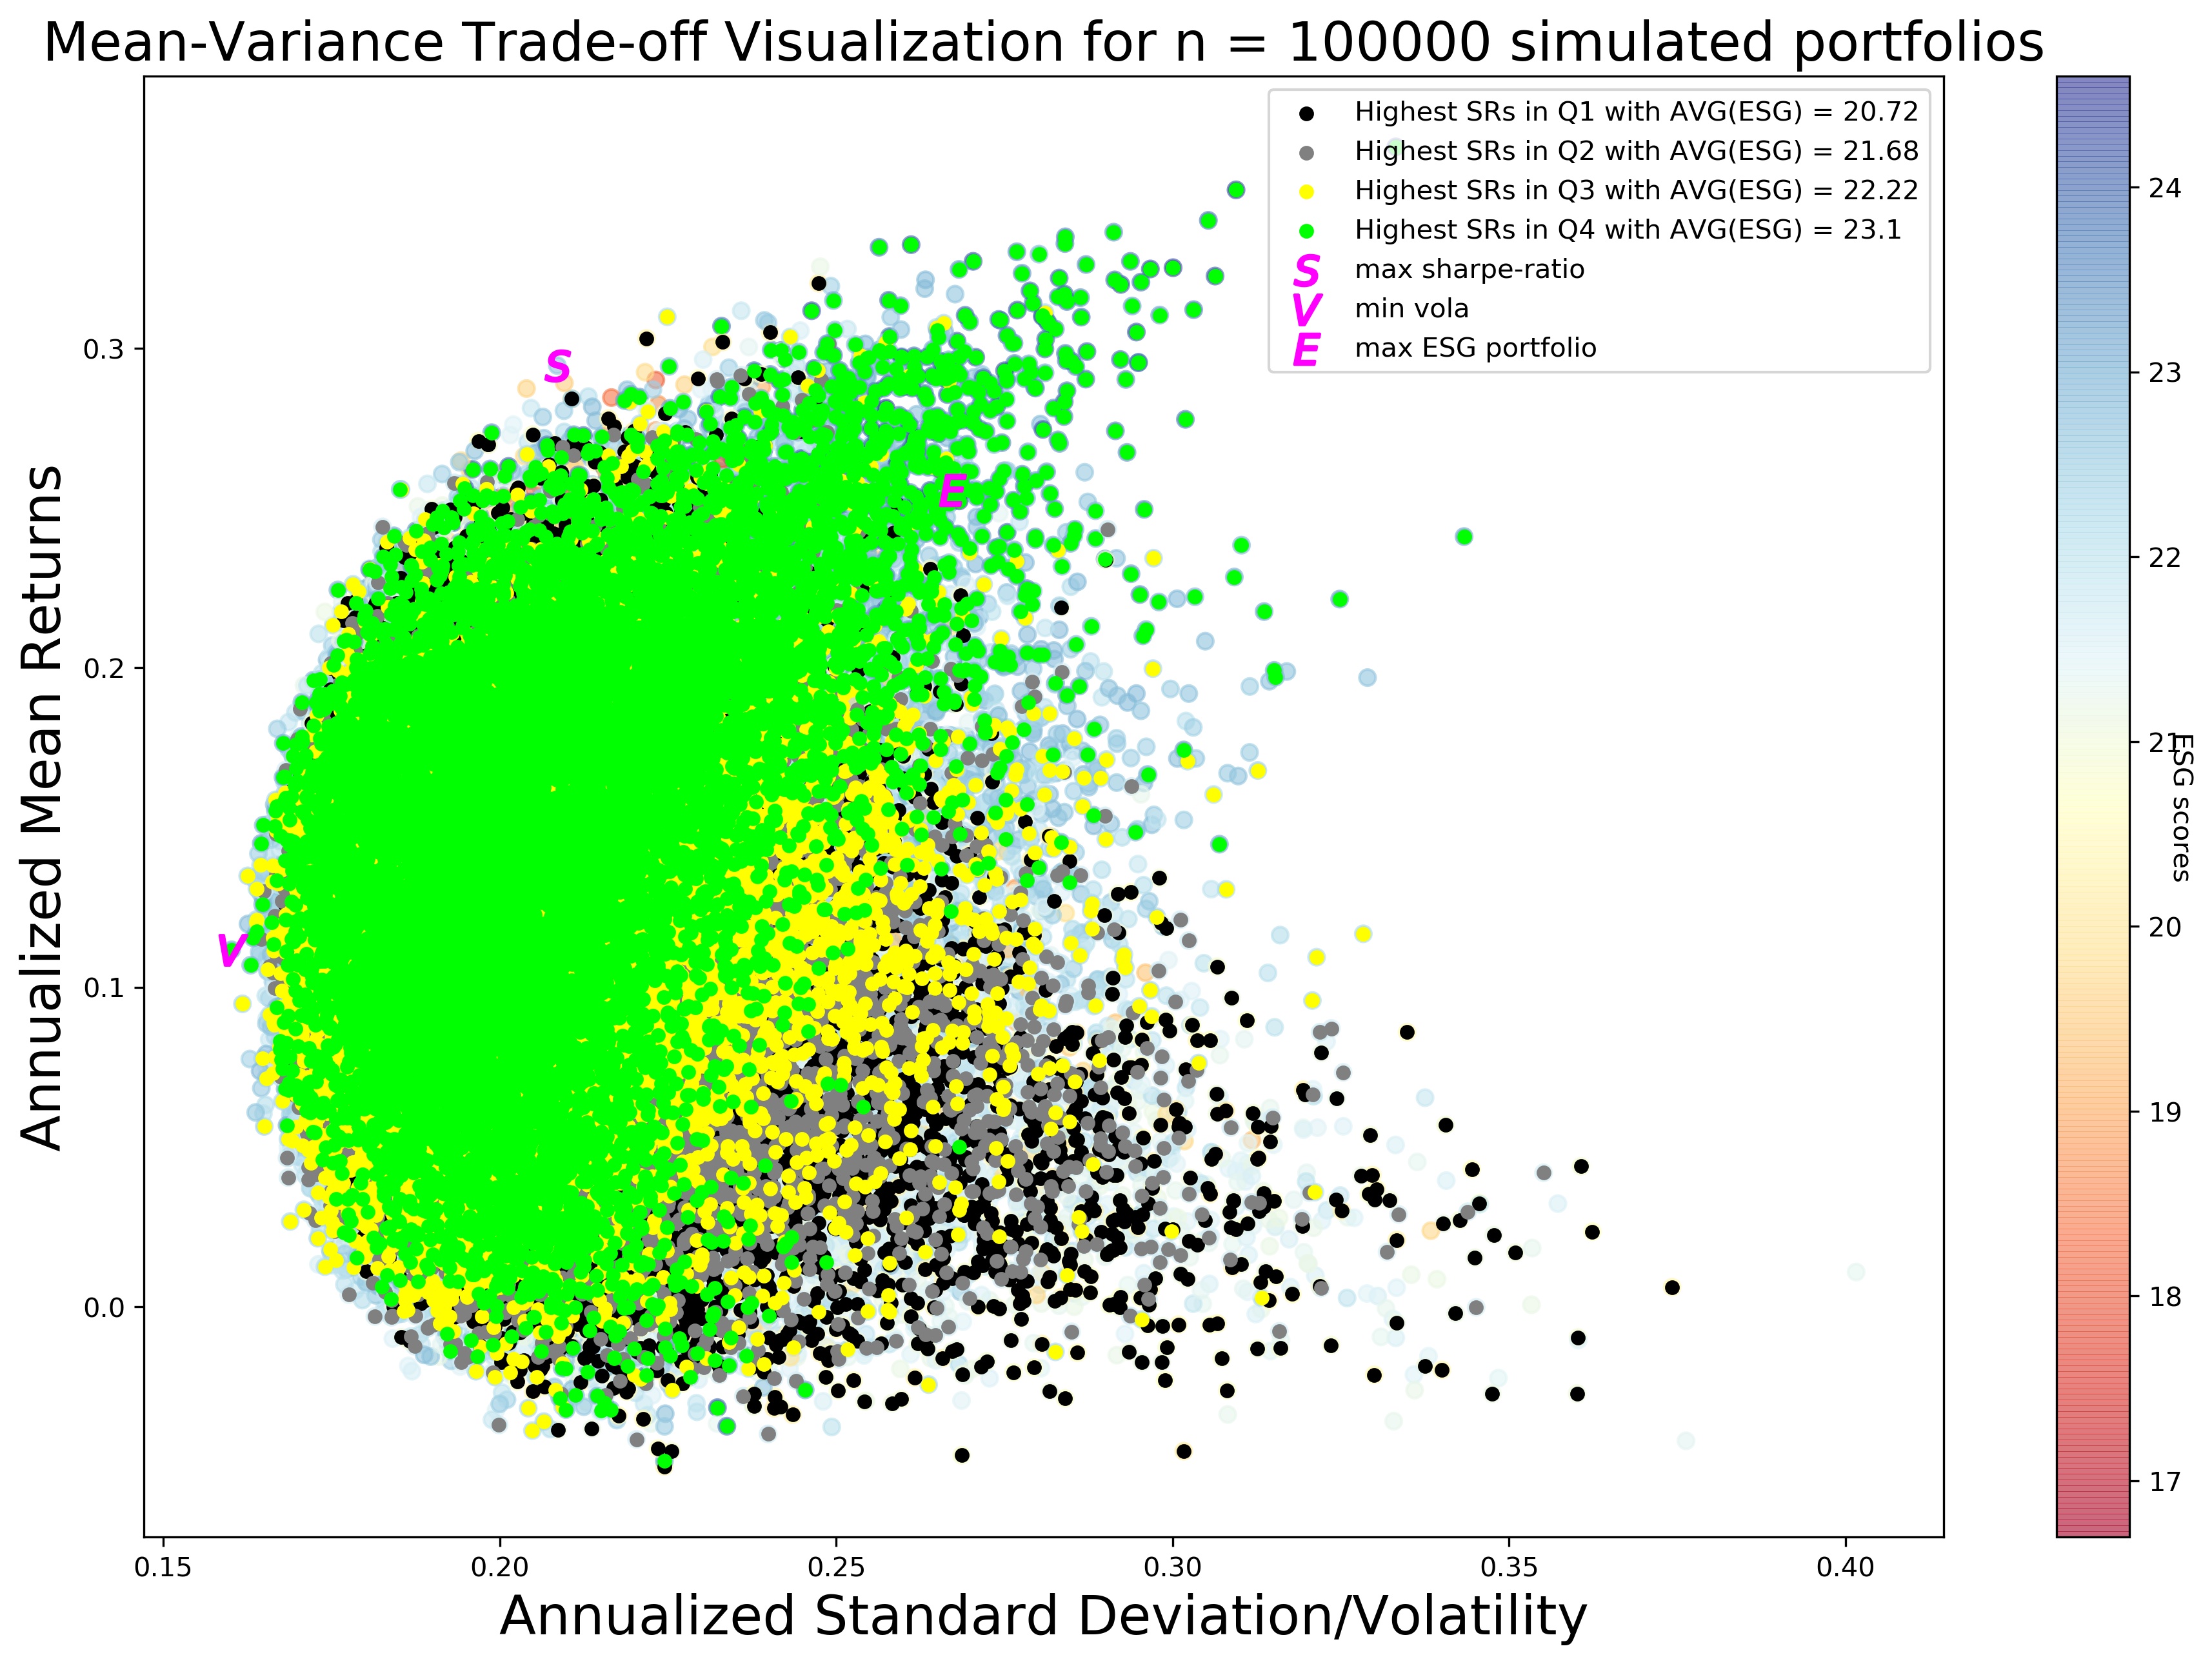 Mean-Variance Trade-off Visualization for n = 100000 simulated portfolios
Highest SRs in Q1 with AVG(ESG) = 20.72
Highest SRs in Q2 with AVG(ESG) = 21.68
Highest SRs in Q3 with AVG(ESG) = 22.22
Highest SRs in Q4 with AVG(ESG) = 23.1
S max sharpe-ratio
V min vola
E max ESG portfolio
S
E
V
Annualized Mean Returns
0.3
0.2
0.1
0.0
0.15 0.20 0.25 0.30 0.35 0.40
Annualized Standard Deviation/Volatility
24
23
22
21
20
19
18
17
ESG scores